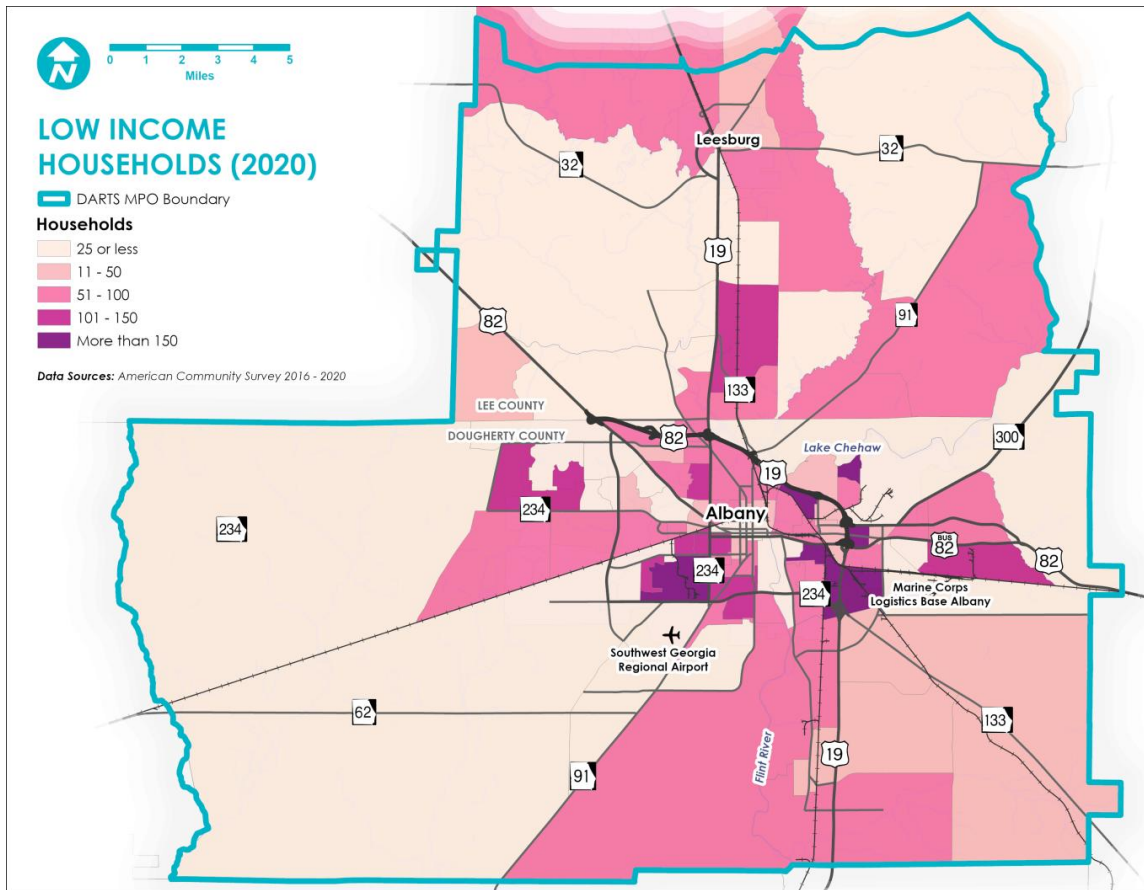 N
0 1 2 3 4 5
Miles
LOW INCOME
HOUSEHOLDS (2020)
DARTS MPO Boundary
Households
25 or less
11 - 50
51 - 100
101 - 150
More than 150
Data Sources: American Community Survey 2016 - 2020
Leesburg
32
32
19
82
91
133
LEE COUNTY
DOUGHERTY COUNTY
82
300
Lake Chehaw
19
234
234
Albany
BUS
82
82
234
234
Marine Corps
Logistics Base Albany
Southwest Georgia
Regional Airport
62
133
Flint River
19
91